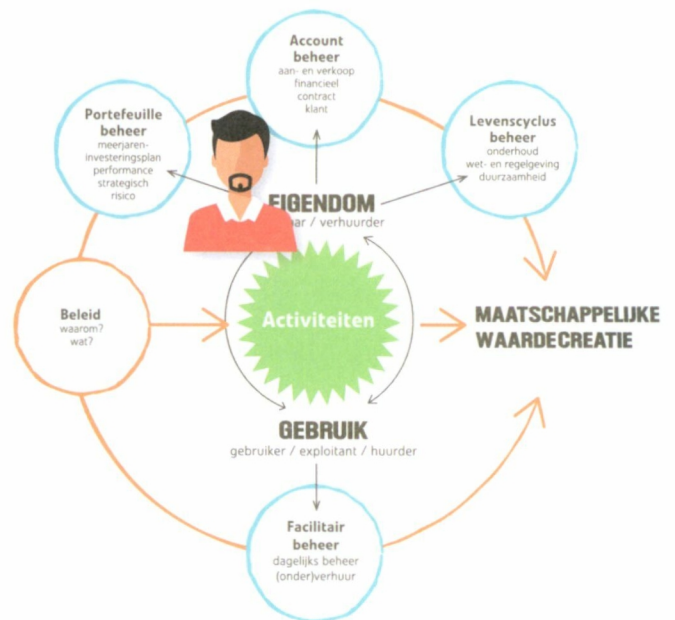 Account
beheer
aan- en verkoop
financieel
contract
klant
Portefeuille
beheer
meerjaren-
investeringsplan
performance
strategisch
risico
Levenscyclus
beheer
onderhoud
wet- en regelgeving
duurzaamheid
EIGENDOM
/ verhuurder
Beleid
waarom?
wat?
Activiteiten
MAATSCHAPPELIJKE
WAARDECREATIE
GEBRUIK
gebruiker / exploitant / huurder
Facilitair
beheer
dagelijks beheer
(onder)verhuur